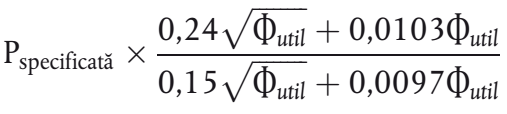 P_specificată × (0,24√Φ_util + 0,0103Φ_util) / (0,15√Φ_util + 0,0097Φ_util)